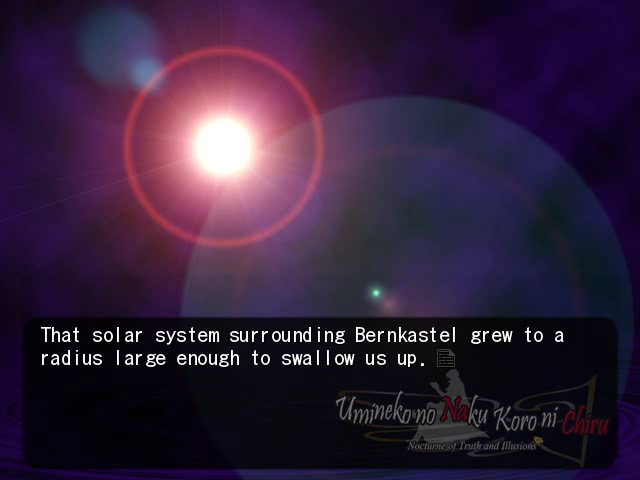 That solar system surrounding Bernkastel grew to a
radius large enough to swallow us up.
Umineko no Naku Koro ni Chiru
Nocturne of Truth and Illusions